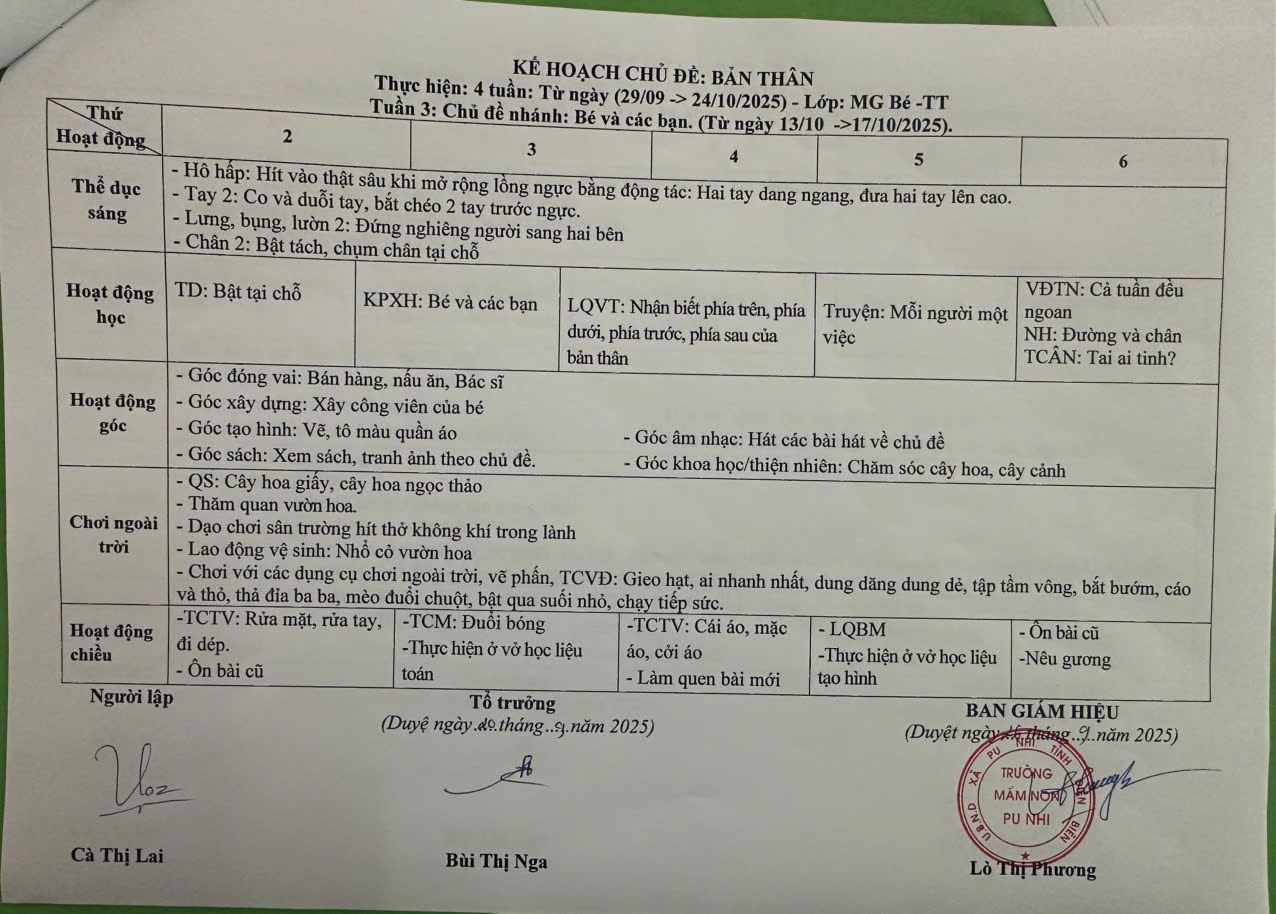 KẾ HOẠCH CHỦ ĐỀ: BẢN THÂN
Thực hiện: 4 tuần: Từ ngày (29/09 -> 24/10/2025) - Lớp: MG Bé -TT
Tuần 3: Chủ đề nhánh: Bé và các bạn. (Từ ngày 13/10 ->17/10/2025).
Thứ
Hoạt động
2
3
4
5
6
Thể dục
sáng
- Hô hấp: Hít vào thật sâu khi mở rộng lồng ngực bằng động tác: Hai tay dang ngang, đưa hai tay lên cao.
- Tay 2: Co và duỗi tay, bắt chéo 2 tay trước ngực.
- Lưng, bụng, lườn 2: Đứng nghiêng người sang hai bên
- Chân 2: Bật tách, chụm chân tại chỗ
Hoạt động
học
TD: Bật tại chỗ
KPXH: Bé và các bạn
LQVT: Nhận biết phía trên, phía
dưới, phía trước, phía sau của
bản thân
Truyện: Mỗi người một
việc
VĐTN: Cả tuần đều
ngoan
NH: Đường và chân
TCÂN: Tai ai tinh?
Hoạt động
góc
- Góc đóng vai: Bán hàng, nấu ăn, Bác sĩ
- Góc xây dựng: Xây công viên của bé
- Góc tạo hình: Vẽ, tô màu quần áo
- Góc sách: Xem sách, tranh ảnh theo chủ đề.
- Góc âm nhạc: Hát các bài hát về chủ đề
- Góc khoa học/thiện nhiên: Chăm sóc cây hoa, cây cảnh
Chơi ngoài
trời
- QS: Cây hoa giấy, cây hoa ngọc thảo
- Thăm quan vườn hoa.
- Dạo chơi sân trường hít thở không khí trong lành
- Lao động vệ sinh: Nhổ cỏ vườn hoa
- Chơi với các dụng cụ chơi ngoài trời, vẽ phấn, TCVĐ: Gieo hạt, ai nhanh nhất, dung dăng dung dẻ, tập tầm vông, bắt bướm, cáo
và thỏ, thả đỉa ba ba, mèo đuổi chuột, bật qua suối nhỏ, chạy tiếp sức.
Hoạt động
chiều
-TCTV: Rửa mặt, rửa tay,
đi dép.
- Ôn bài cũ
-TCM: Đuổi bóng
-Thực hiện ở vở học liệu
toán
-TCTV: Cái áo, mặc
áo, cởi áo
- Làm quen bài mới
- LQBM
-Thực hiện ở vở học liệu
tạo hình
- Ôn bài cũ
-Nêu gương
Người lập
Tổ trưởng
(Duyệ ngày.20.tháng..9.năm 2025)
BAN GIÁM HIỆU
(Duyệt ngày.tháng..9.năm 2025)
U.B.N.D XÃ PU NHI TỈNH ĐIỆN BIÊN
TRƯỜNG
MẦM NON
PU NHI
Cà Thị Lai
Bùi Thị Nga
Lò Thị Phương